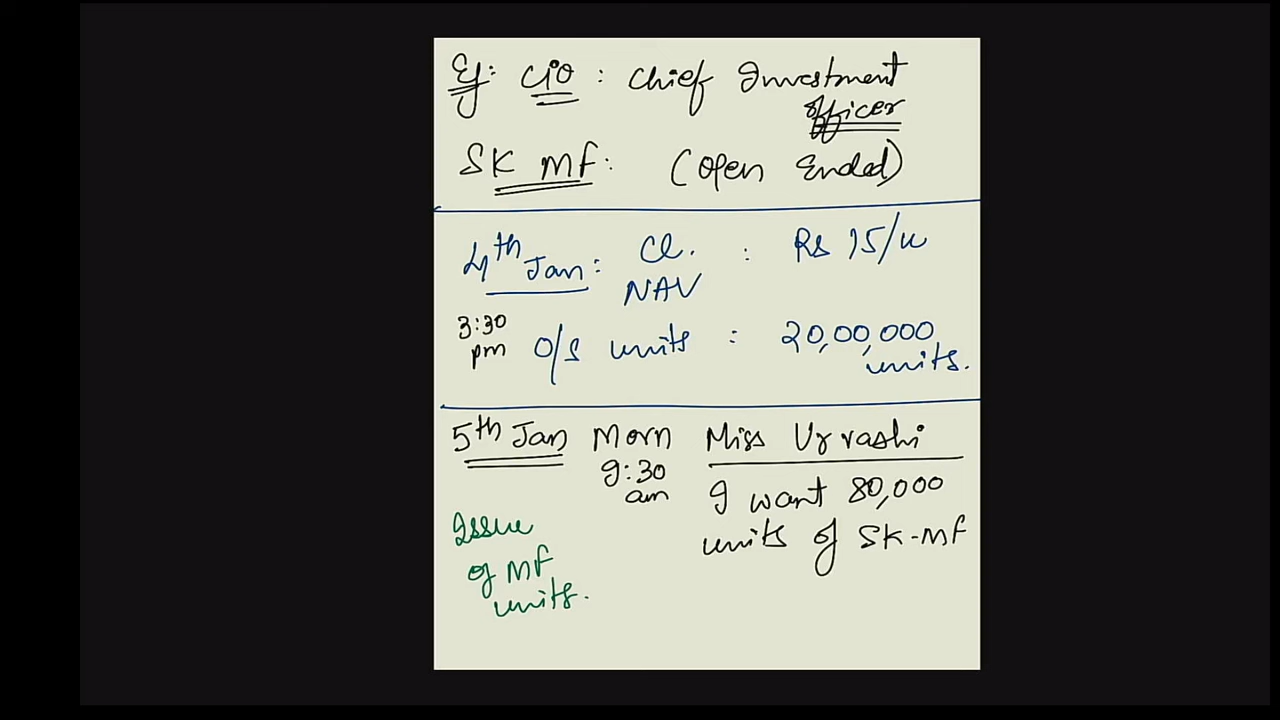 Eg: CIO : Chief Investment
Officer
SK MF: (Open Ended)
4th Jan: Cl. : Rs 15/u
NAV
3:30
pm O/S units : 20,00,000
units.
5th Jan Morn Miss Urvashi
9:30
am I want 80,000
units of SK-MF
Issue
of MF
units.